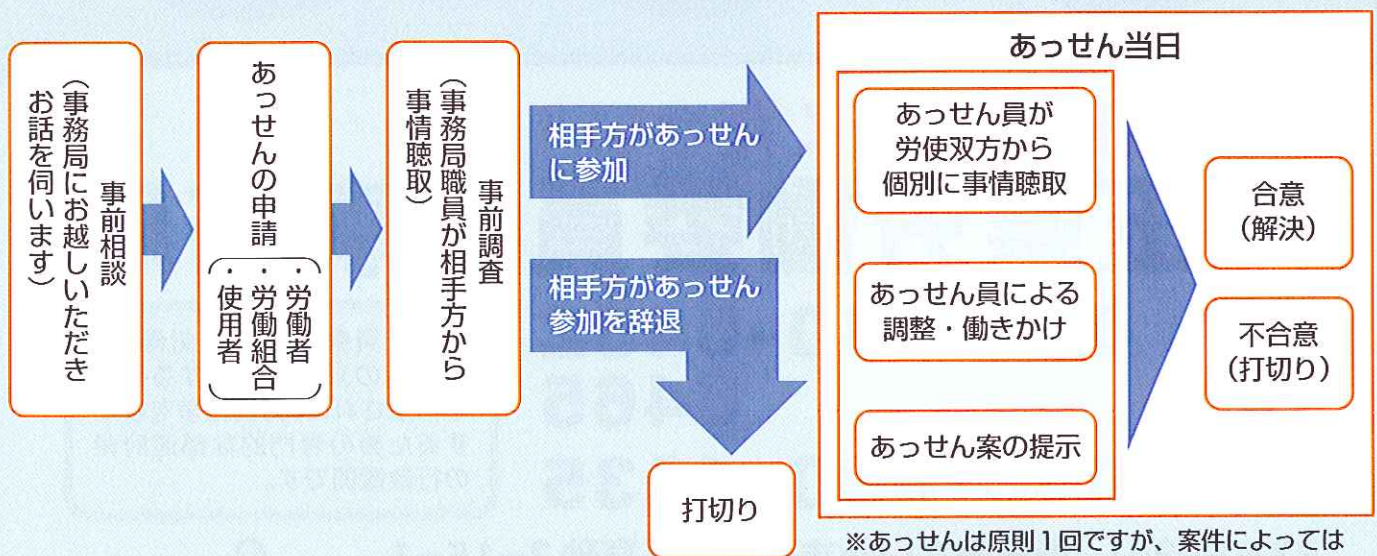 事前相談
（事務局にお越しいただき
お話を伺います）
あっせんの申請
・労働者
・労働組合
・使用者
事前調査
（事務局職員が相手方から
事情聴取）
相手方があっせん
に参加
相手方があっせん
参加を辞退
打切り
あっせん当日
あっせん員が
労使双方から
個別に事情聴取
あっせん員による
調整・働きかけ
あっせん案の提示
合意
（解決）
不合意
（打切り）
※あっせんは原則１回ですが、案件によっては